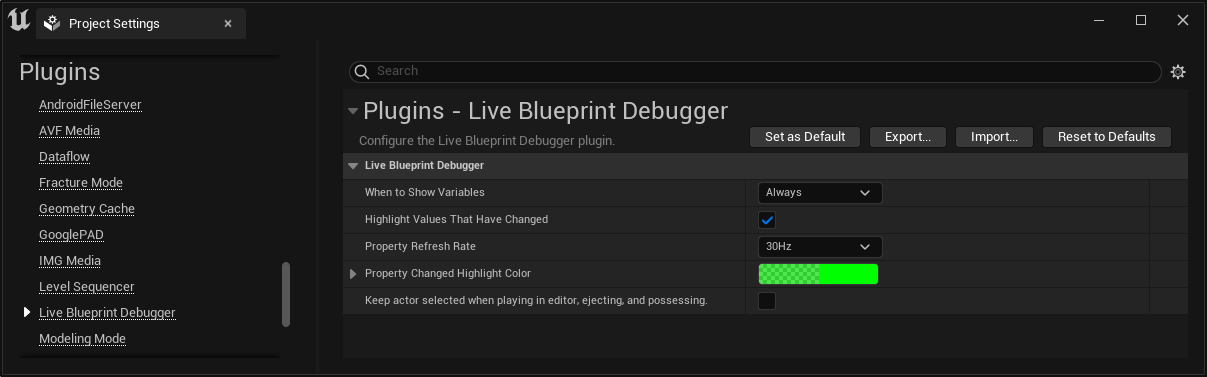 Project Settings
Plugins
AndroidFileServer
AVF Media
Dataflow
Fracture Mode
Geometry Cache
GooglePAD
IMG Media
Level Sequencer
Live Blueprint Debugger
Modeling Mode
Search
Plugins - Live Blueprint Debugger
Configure the Live Blueprint Debugger plugin.
Set as Default
Export...
Import...
Reset to Defaults
Live Blueprint Debugger
When to Show Variables
Always
Highlight Values That Have Changed
Property Refresh Rate
30Hz
Property Changed Highlight Color
Keep actor selected when playing in editor, ejecting, and possessing.